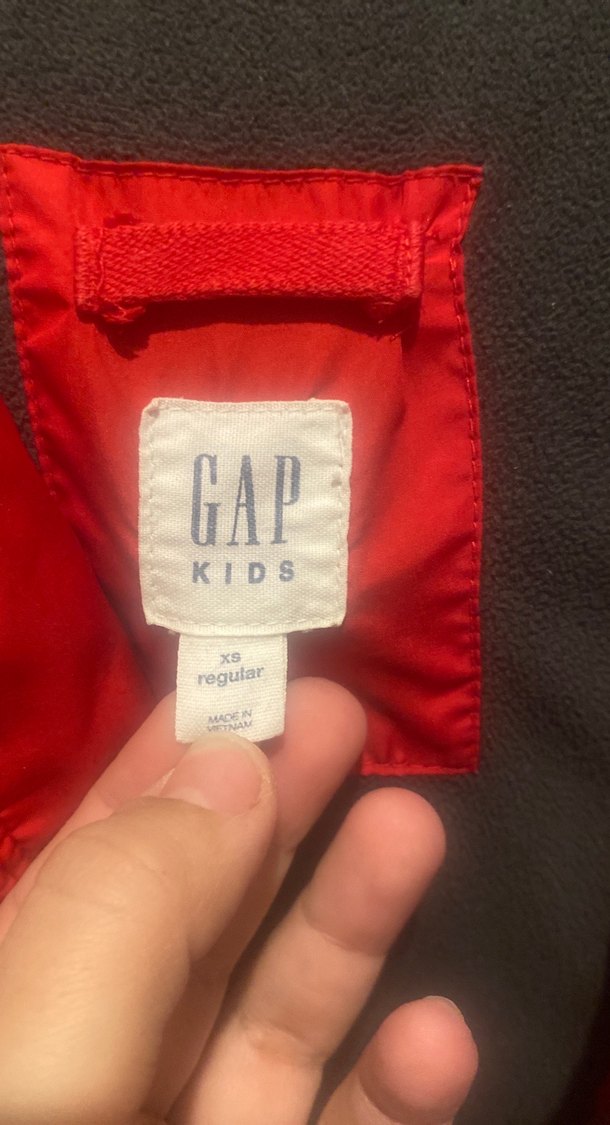 GAP
KIDS
xs
regular
MADE IN
VIETNAM